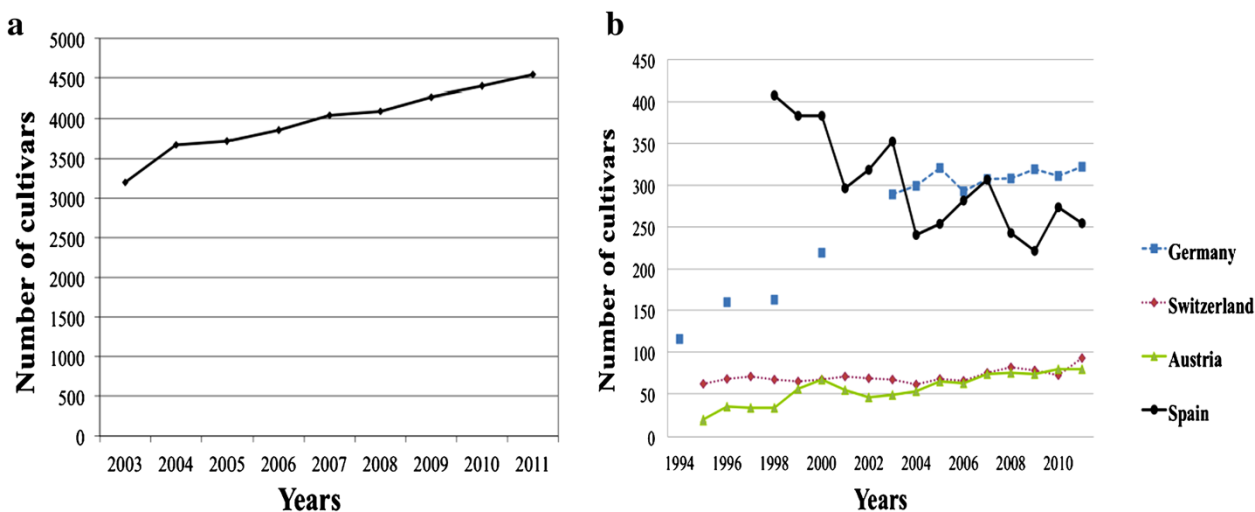 a
Number of cultivars
5000
4500
4000
3500
3000
2500
2000
1500
1000
500
0
2003 2004 2005 2006 2007 2008 2009 2010 2011
Years
b
Number of cultivars
450
400
350
300
250
200
150
100
50
0
1994 1996 1998 2000 2002 2004 2006 2008 2010
Years
Germany
Switzerland
Austria
Spain